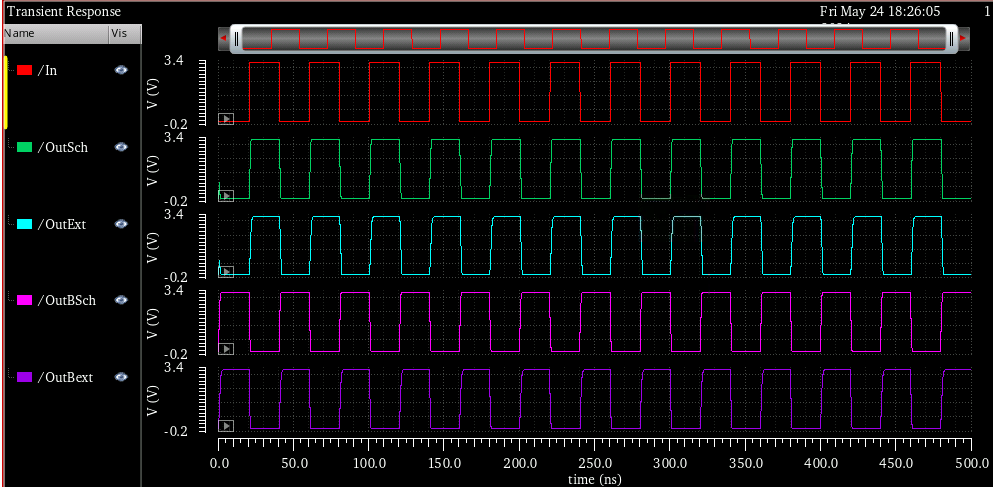 Transient Response
Fri May 24 18:26:05
1
Name
Vis
/In
V (V)
3.4
-0.2
/OutSch
V (V)
3.4
-0.2
/OutExt
V (V)
3.4
-0.2
/OutBSch
V (V)
3.4
-0.2
/OutBext
V (V)
3.4
-0.2
0.0 50.0 100.0 150.0 200.0 250.0 300.0 350.0 400.0 450.0 500.0
time (ns)